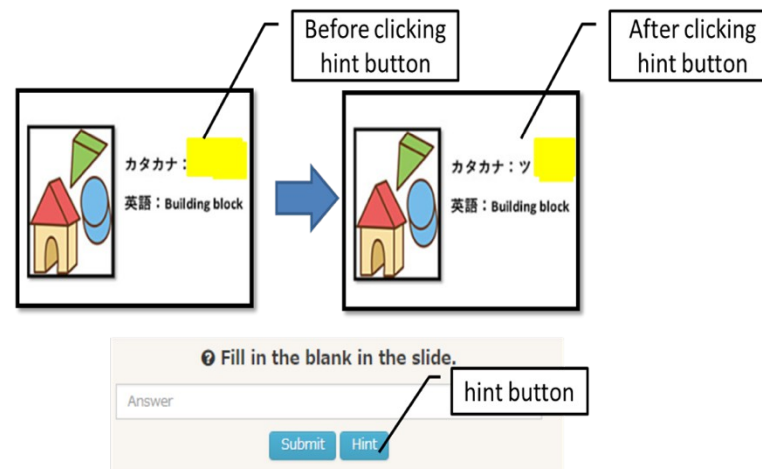 Before clicking
hint button
After clicking
hint button
カタカナ：
英語：Building block
カタカナ：ツ
英語：Building block
Fill in the blank in the slide.
Answer
hint button
Submit
Hint